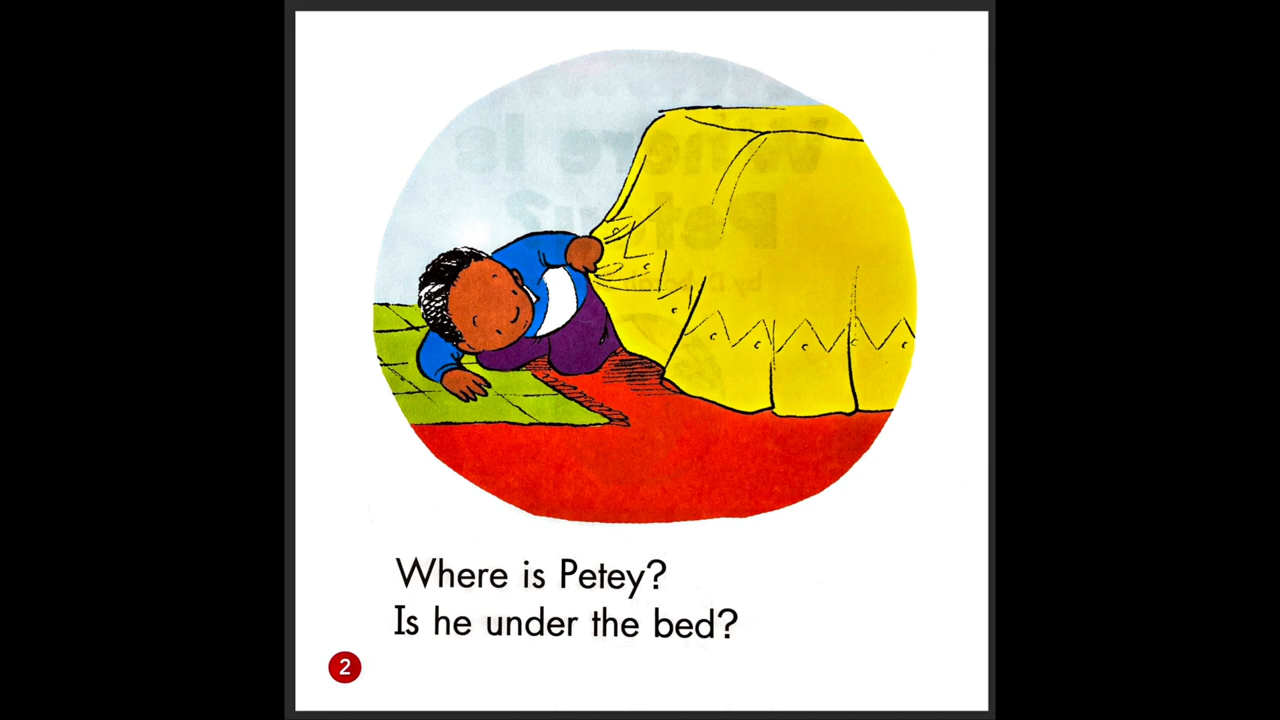 Where is Petey?
Is he under the bed?
2